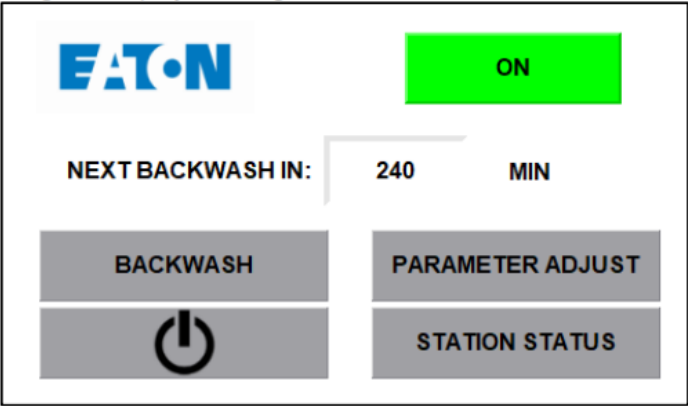 EATON
ON
NEXT BACKWASH IN: 240 MIN
BACKWASH
PARAMETER ADJUST
STATION STATUS